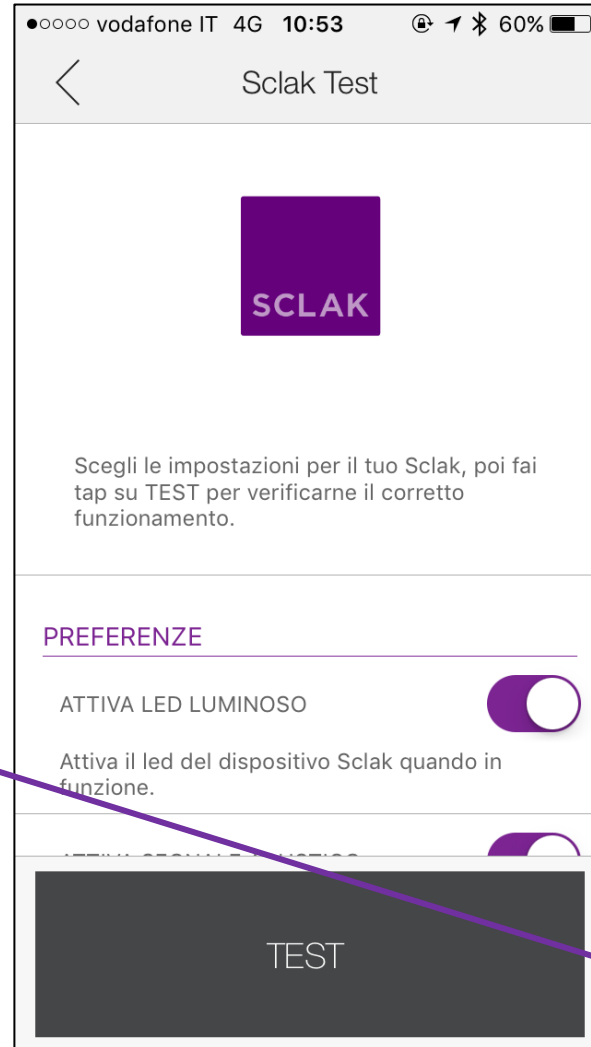 vodafone IT 4G 10:53 60%
Sclak Test
SCLAK
Scegli le impostazioni per il tuo Sclak, poi fai
tap su TEST per verificarne il corretto
funzionamento.
PREFERENZE
ATTIVA LED LUMINOSO
Attiva il led del dispositivo Sclak quando in
funzione.
TEST